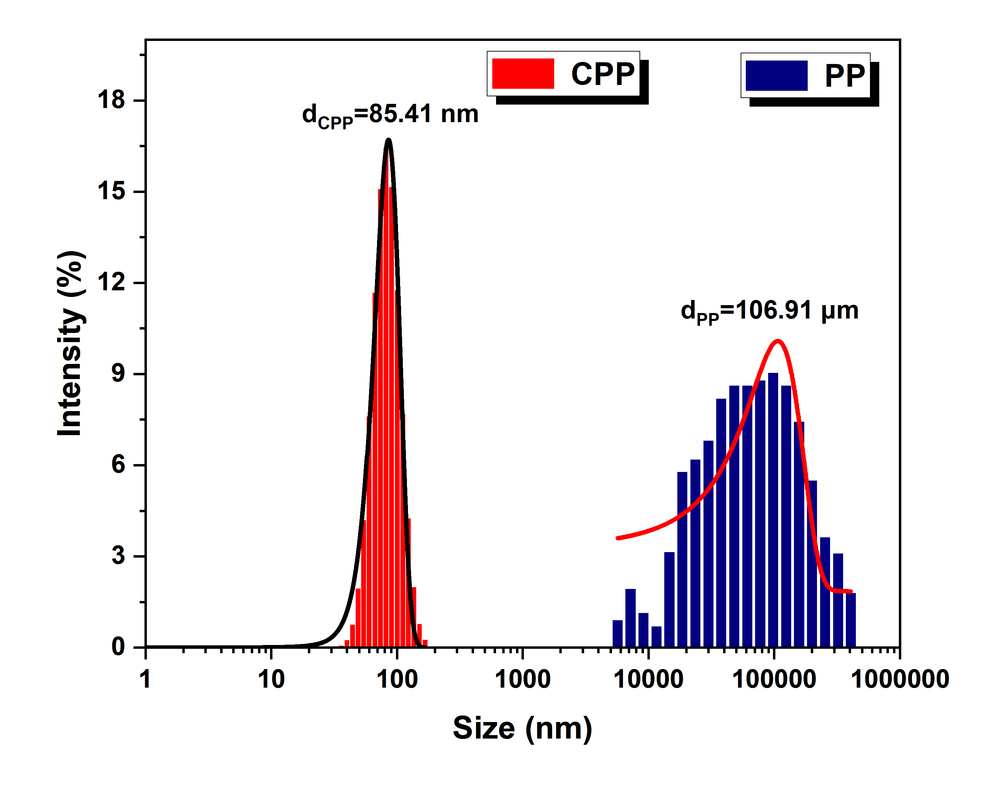 CPP
PP
dCPP=85.41 nm
dPP=106.91 μm
Intensity (%)
18
15
12
9
6
3
0
1
10
100
1000
10000
100000
1000000
Size (nm)